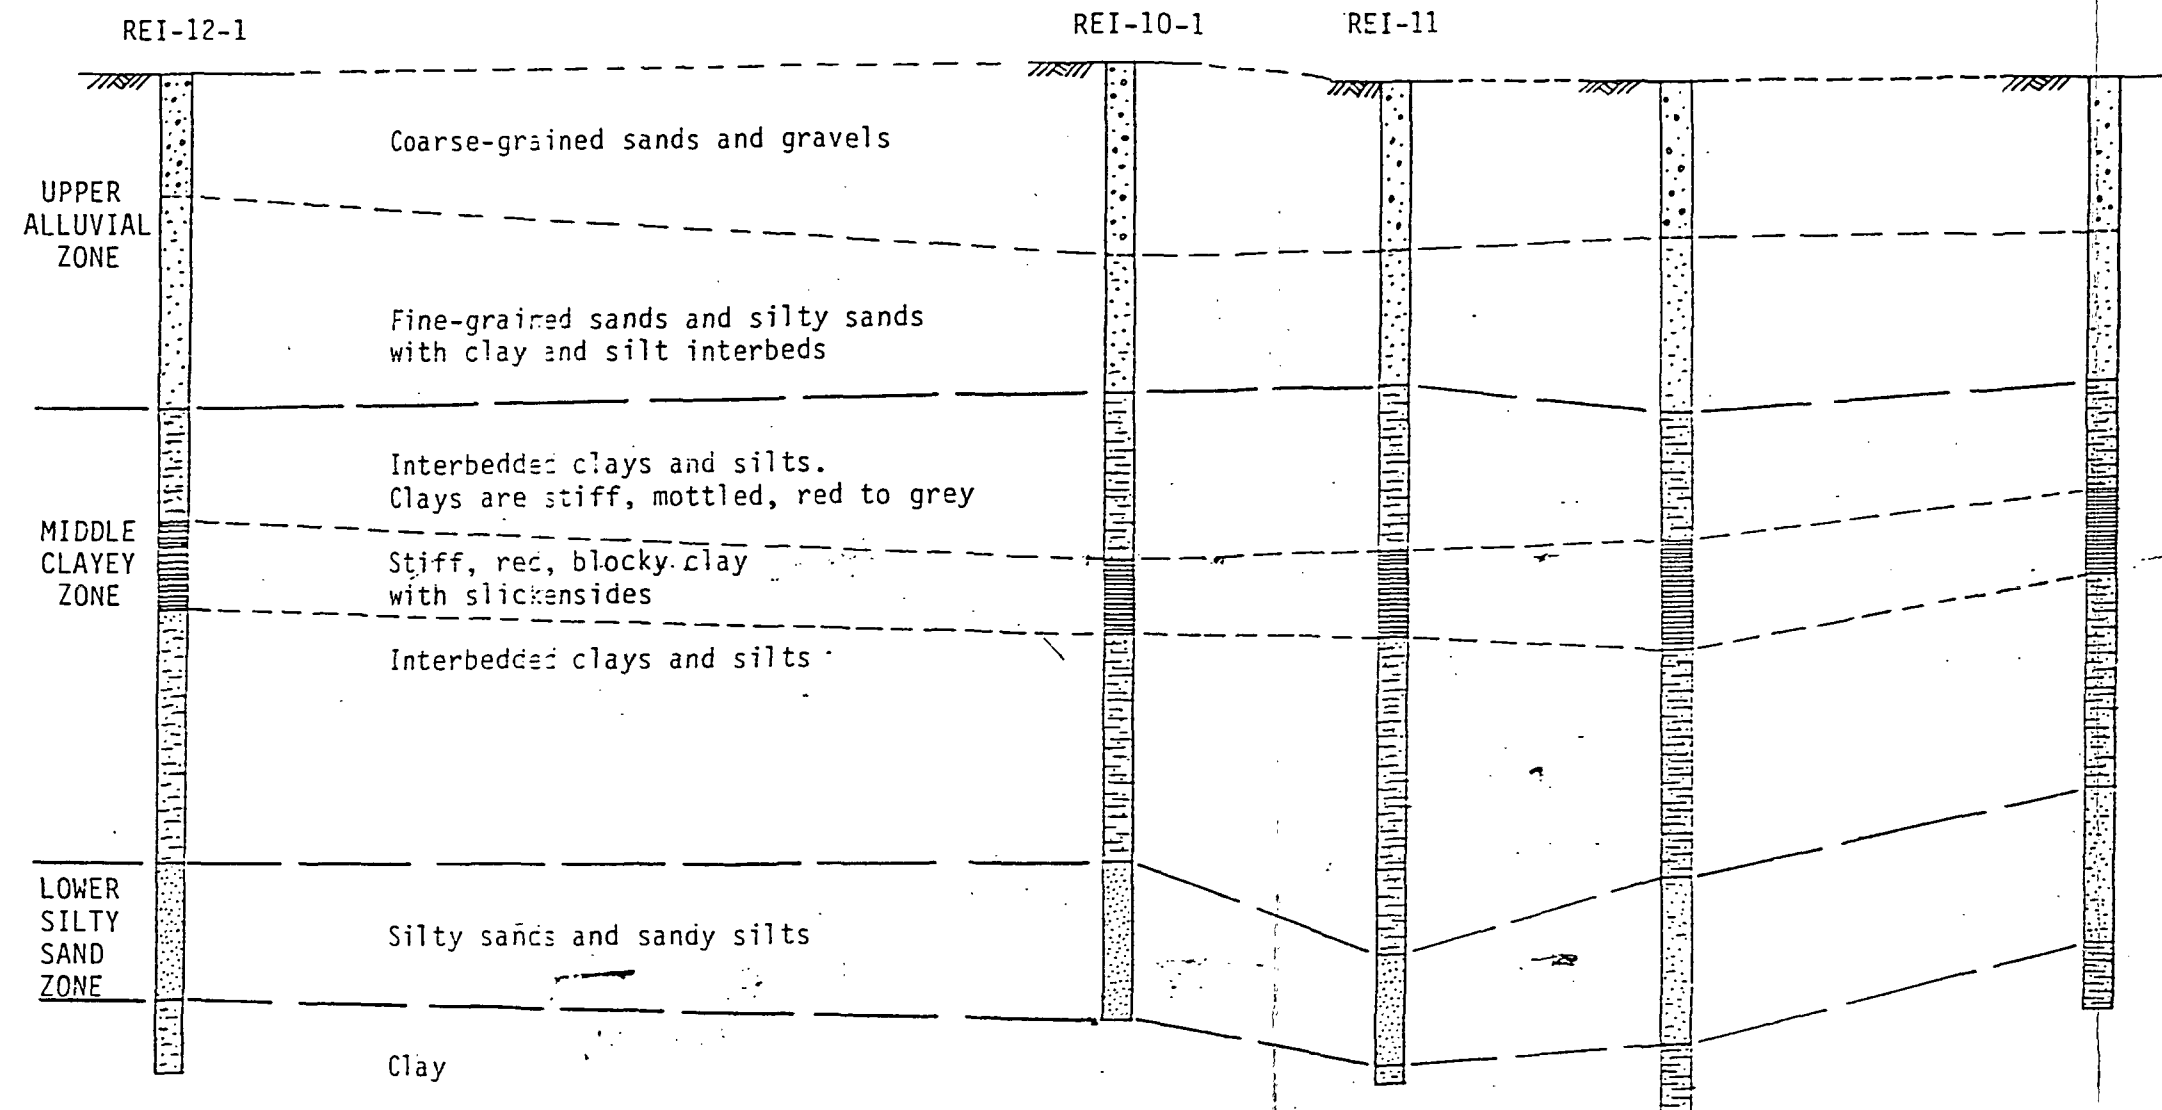 REI-12-1
REI-10-1
REI-11
Coarse-grained sands and gravels
UPPER
ALLUVIAL
ZONE
Fine-grained sands and silty sands
with clay and silt interbeds
Interbedded clays and silts.
Clays are stiff, mottled, red to grey
MIDDLE
CLAYEY
ZONE
Stiff, red, blocky clay
with slickensides
Interbedded clays and silts
LOWER
SILTY
SAND
ZONE
Silty sands and sandy silts
Clay